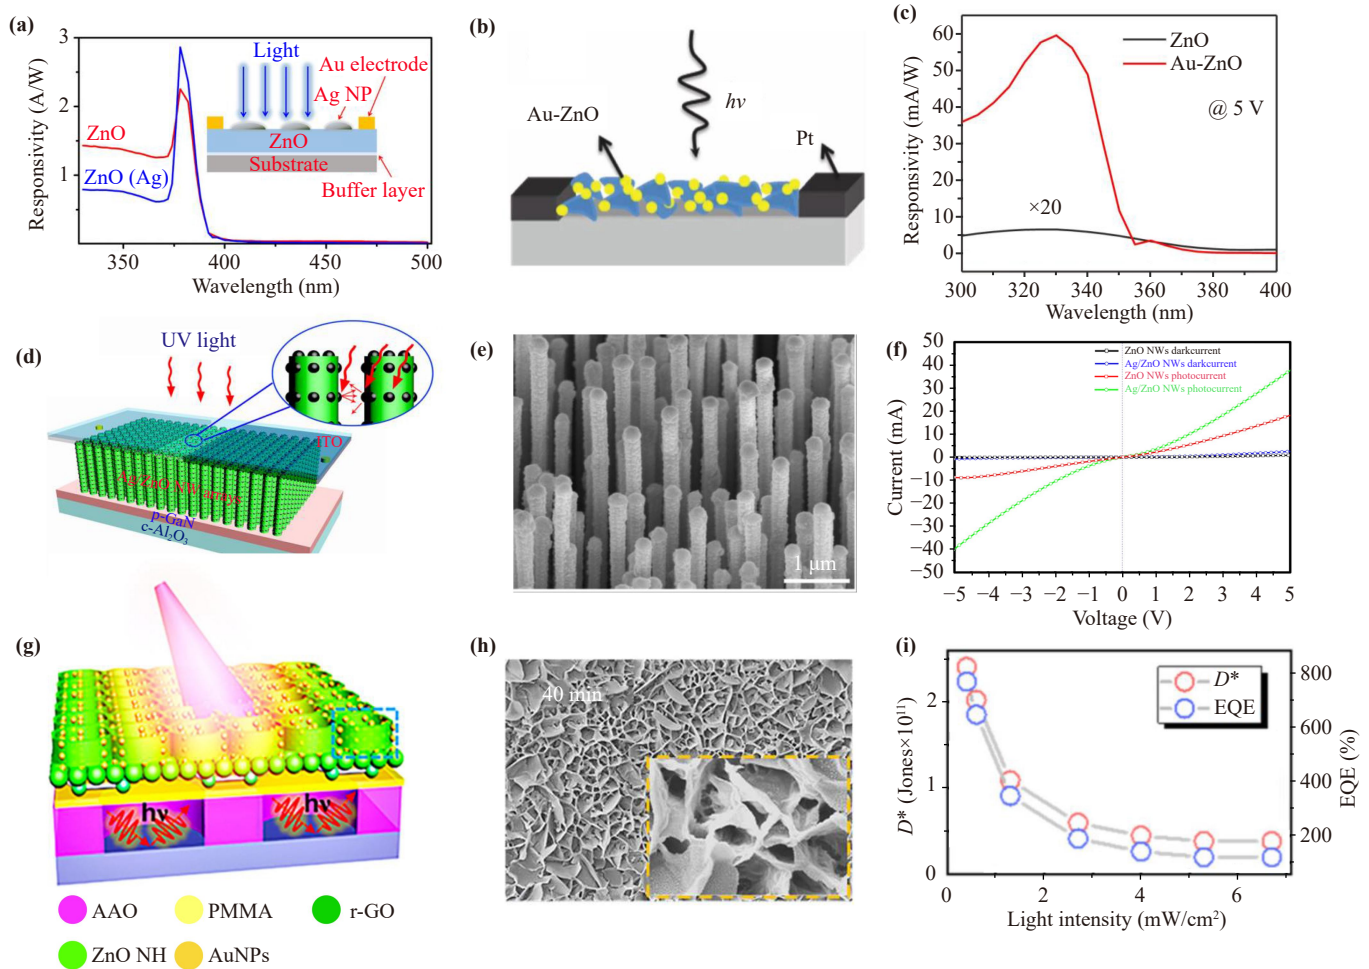 (a)
3
2
1
Responsivity (A/W)
ZnO
ZnO (Ag)
Light
Au electrode
Ag NP
ZnO
Substrate
Buffer layer
350
400
450
500
Wavelength (nm)
(b)
hν
Au-ZnO
Pt
(c)
60
50
40
30
20
10
0
Responsivity (mA/W)
ZnO
Au-ZnO
@ 5 V
×20
300
320
340
360
380
400
Wavelength (nm)
(d)
UV light
ITO
Ag/ZnO NW arrays
p-GaN
c-Al₂O₃
(e)
1 μm
(f)
50
40
30
20
10
0
−10
−20
−30
−40
−50
Current (mA)
ZnO NWs darkcurrent
Ag/ZnO NWs darkcurrent
ZnO NWs photocurrent
Ag/ZnO NWs photocurrent
−5 −4 −3 −2 −1 0 1 2 3 4 5
Voltage (V)
(g)
hν
hν
AAO
PMMA
r-GO
ZnO NH
AuNPs
(h)
40 min
(i)
2
1
0
D* (Jones×10¹¹)
D*
EQE
800
600
400
200
EQE (%)
0 2 4 6
Light intensity (mW/cm²)